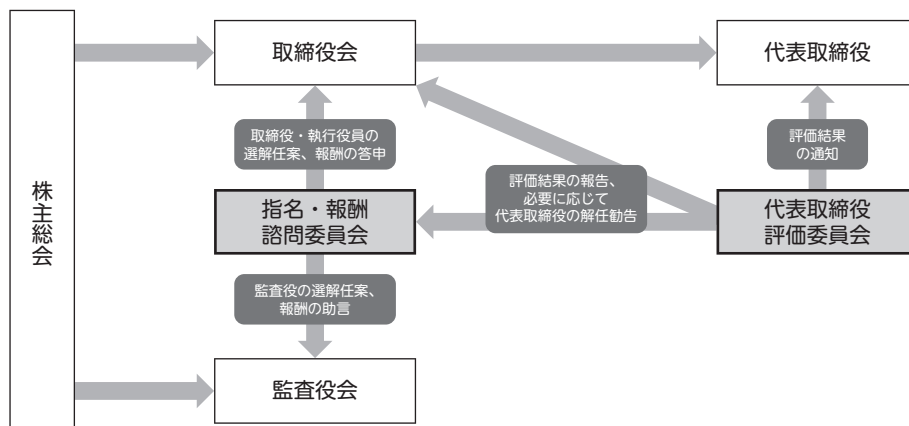 株主総会
取締役会
代表取締役
取締役・執行役員の
選解任案、報酬の答申
評価結果
の通知
評価結果の報告、
必要に応じて
代表取締役の解任勧告
指名・報酬
諮問委員会
代表取締役
評価委員会
監査役の選解任案、
報酬の助言
監査役会